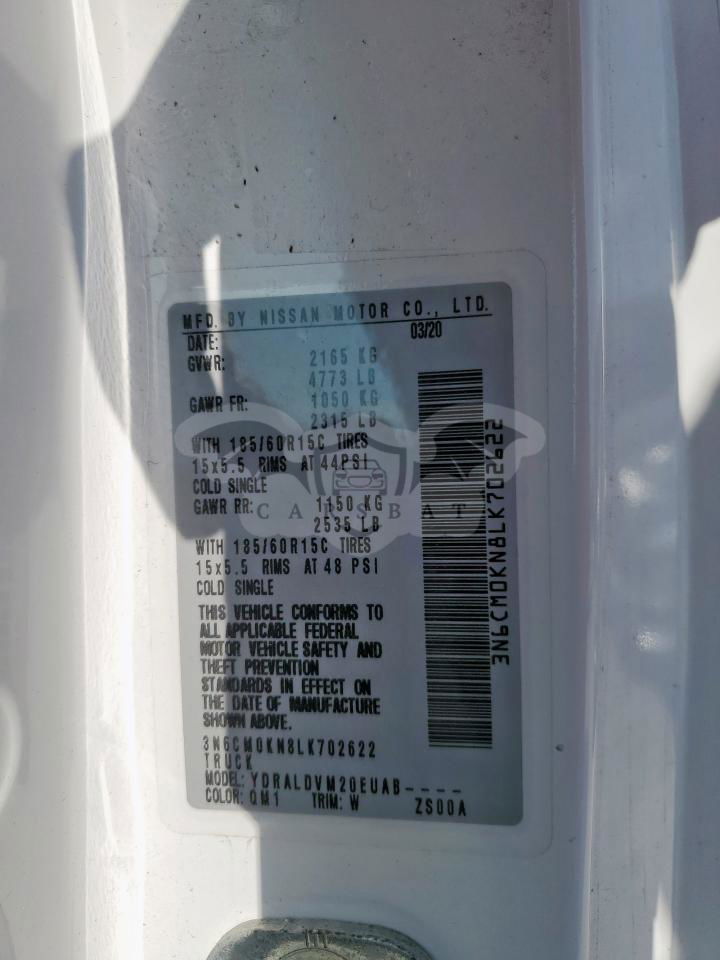 MFD. BY NISSAN MOTOR CO., LTD.
DATE: 03/20
GVWR: 2165 KG
4773 LB
GAWR FR: 1050 KG
2315 LB
WITH 185/60R15C TIRES
15x5.5 RIMS AT 44PSI
COLD SINGLE
GAWR RR: 1150 KG
2535 LB
WITH 185/60R15C TIRES
15x5.5 RIMS AT 48 PSI
COLD SINGLE
THIS VEHICLE CONFORMS TO
ALL APPLICABLE FEDERAL
MOTOR VEHICLE SAFETY AND
THEFT PREVENTION
STANDARDS IN EFFECT ON
THE DATE OF MANUFACTURE
SHOWN ABOVE.
3N6CM0KN8LK702622
TRUCK
MODEL: YDRALDVM20EUAB----
COLOR: QM1 TRIM: W ZS00A
3N6CM0KN8LK702622
CARSBAT